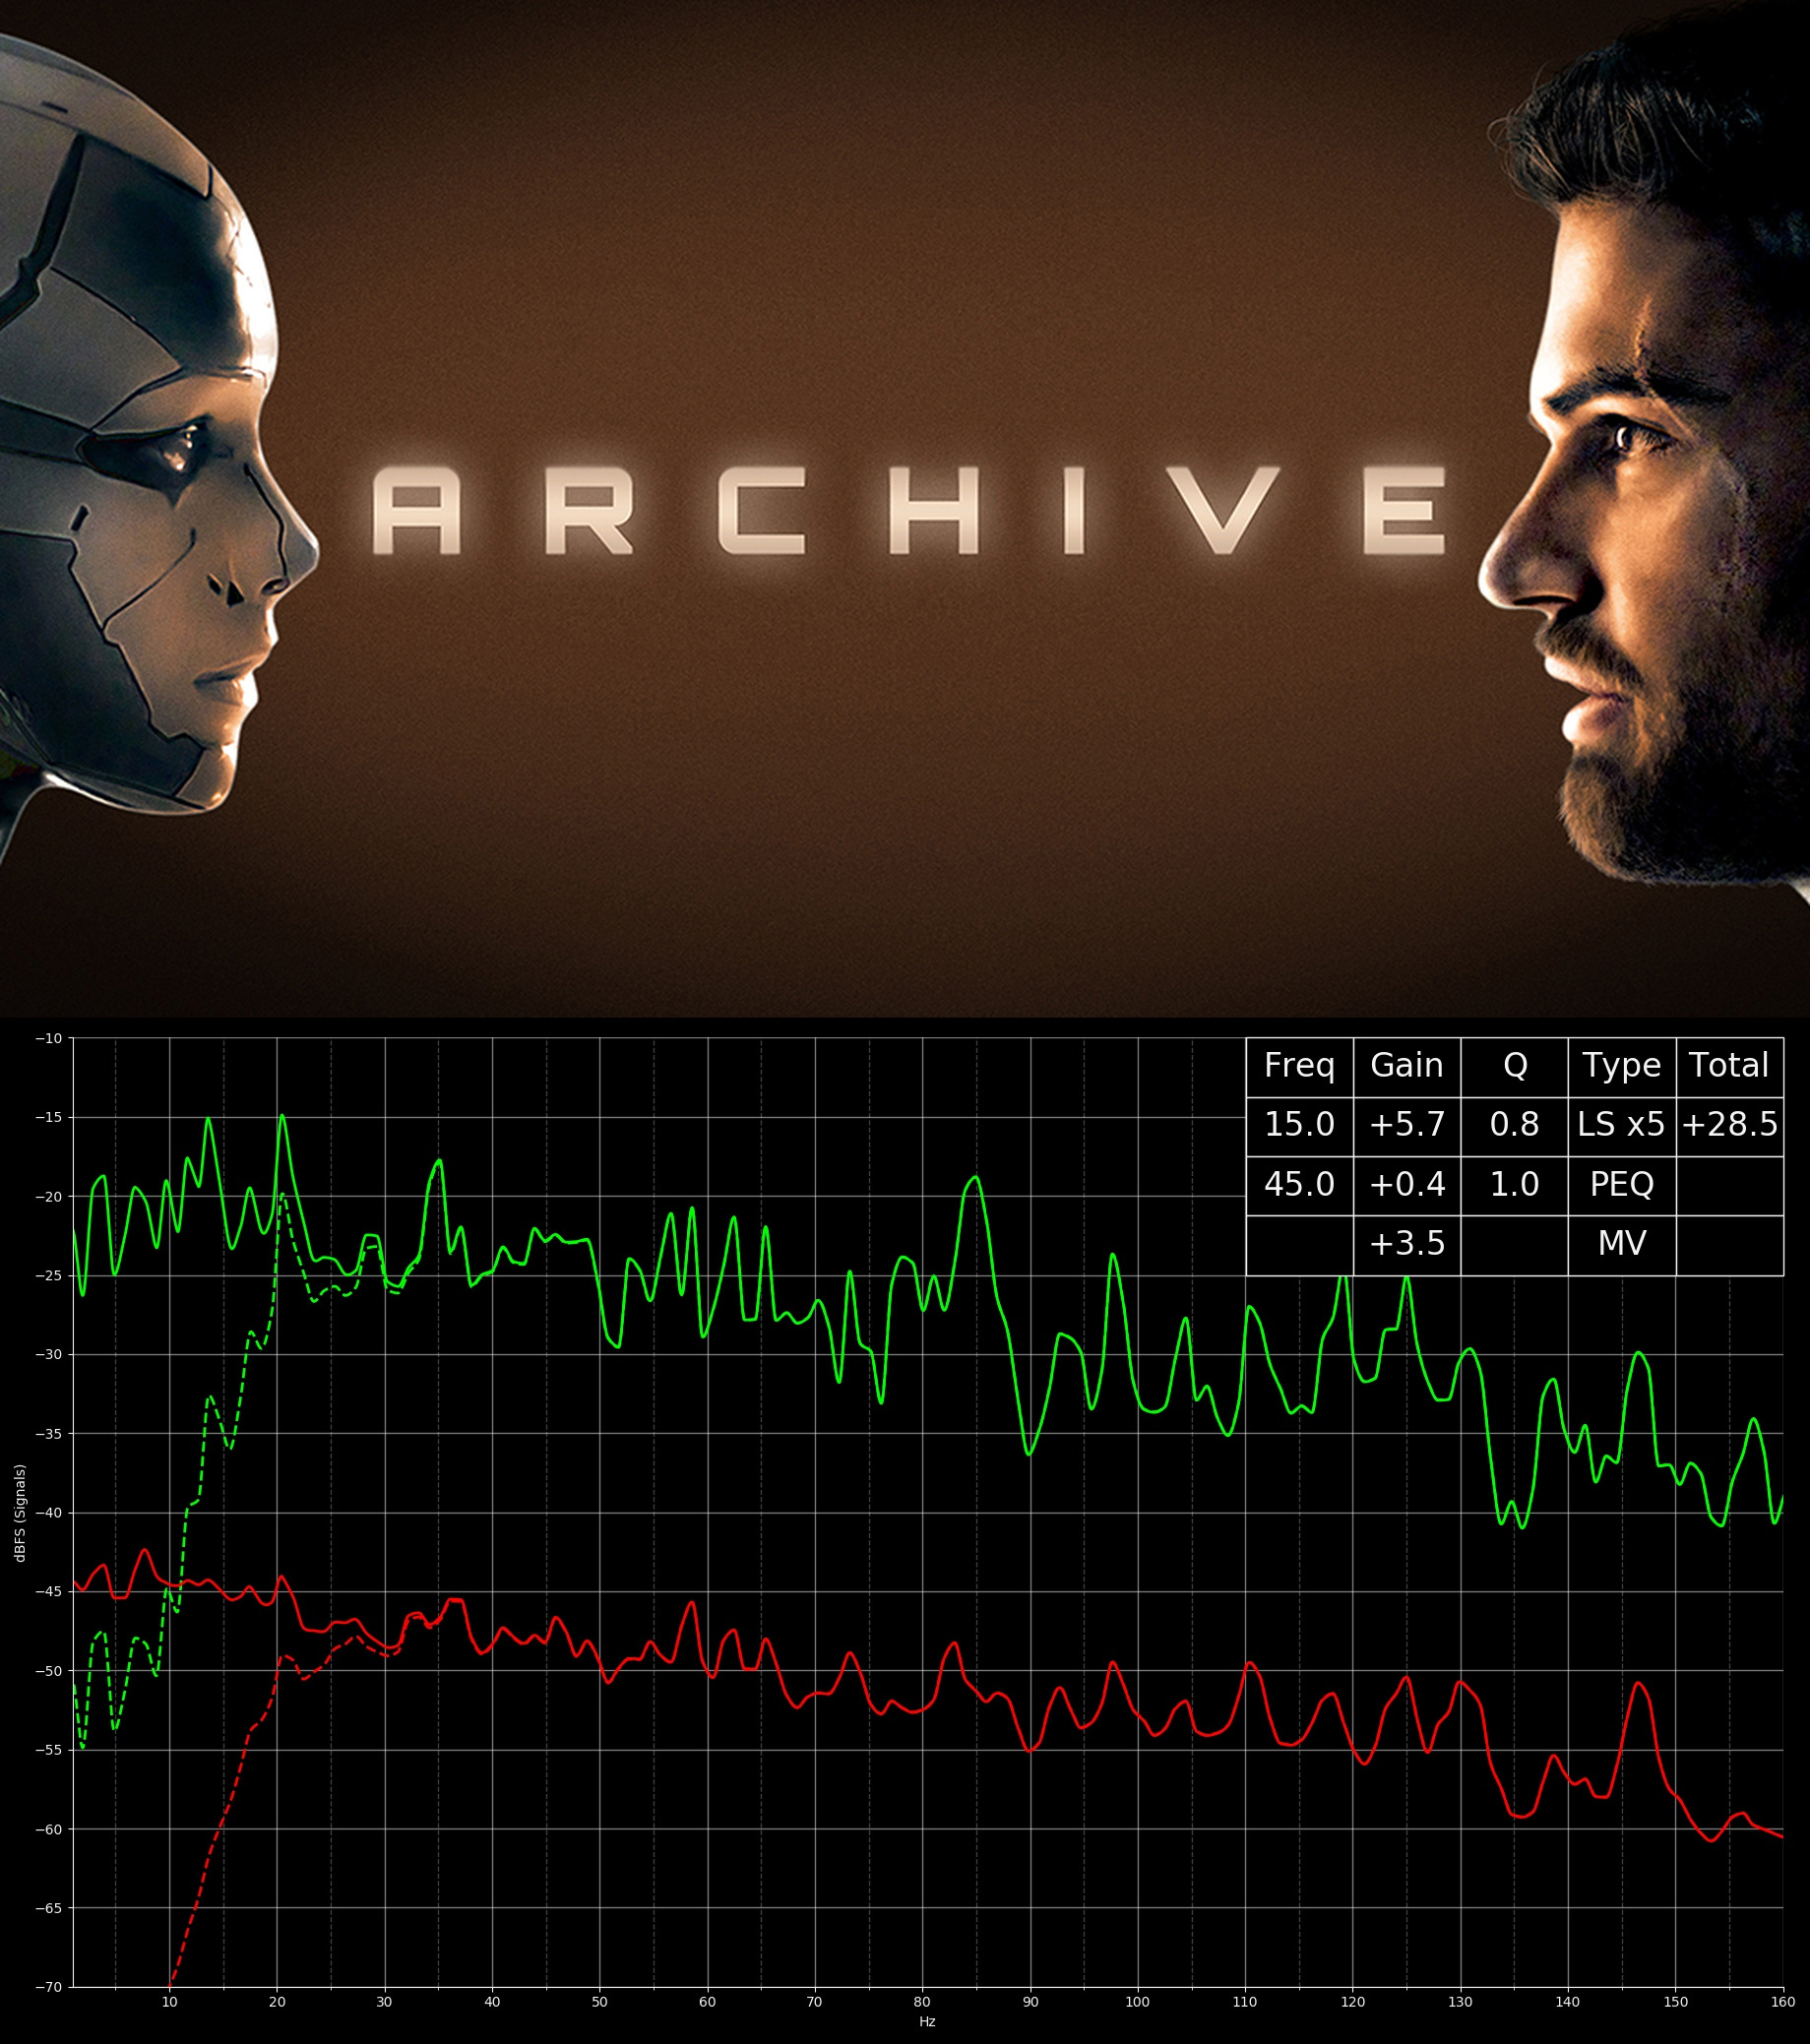 A R C H I V E
Freq Gain Q Type Total
15.0 +5.7 0.8 LS x5 +28.5
45.0 +0.4 1.0 PEQ
+3.5 MV
−10
−15
−20
−25
−30
−35
−40
−45
−50
−55
−60
−65
−70
dBFS (Signals)
10 20 30 40 50 60 70 80 90 100 110 120 130 140 150 160
Hz